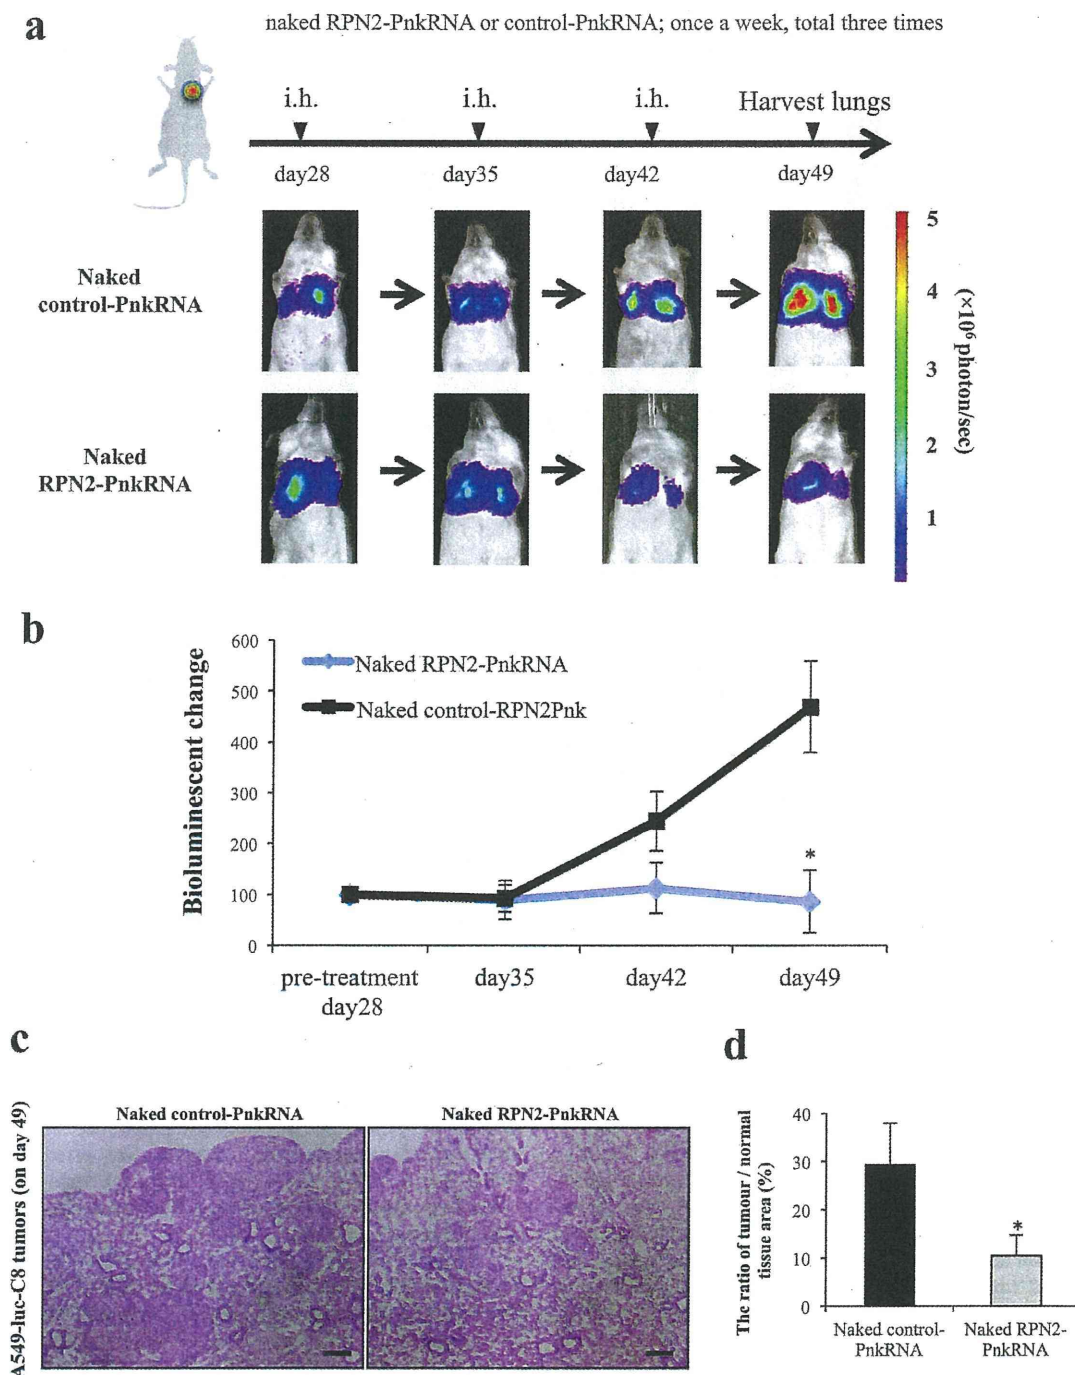 a
naked RPN2-PnkRNA or control-PnkRNA; once a week, total three times
i.h.
i.h.
i.h.
Harvest lungs
day28
day35
day42
day49
Naked
control-PnkRNA
Naked
RPN2-PnkRNA
5
4
3
2
1
(×10⁶ photon/sec)
b
Bioluminescent change
600
500
400
300
200
100
0
Naked RPN2-PnkRNA
Naked control-RPN2Pnk
*
pre-treatment
day28
day35
day42
day49
c
A549-luc-C8 tumors (on day 49)
Naked control-PnkRNA
Naked RPN2-PnkRNA
d
The ratio of tumour / normal
tissue area (%)
40
30
20
10
0
*
Naked control-
PnkRNA
Naked RPN2-
PnkRNA